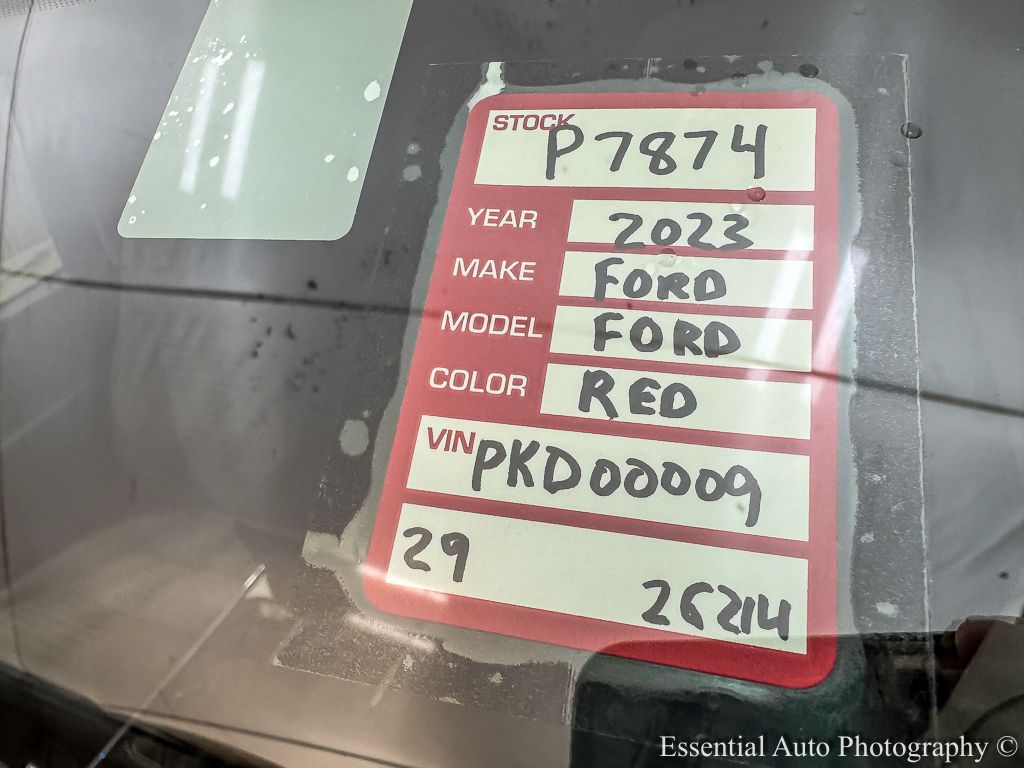 STOCK P7874
YEAR 2023
MAKE FORD
MODEL FORD
COLOR RED
VIN PKD00009
29
26214
Essential Auto Photography ©